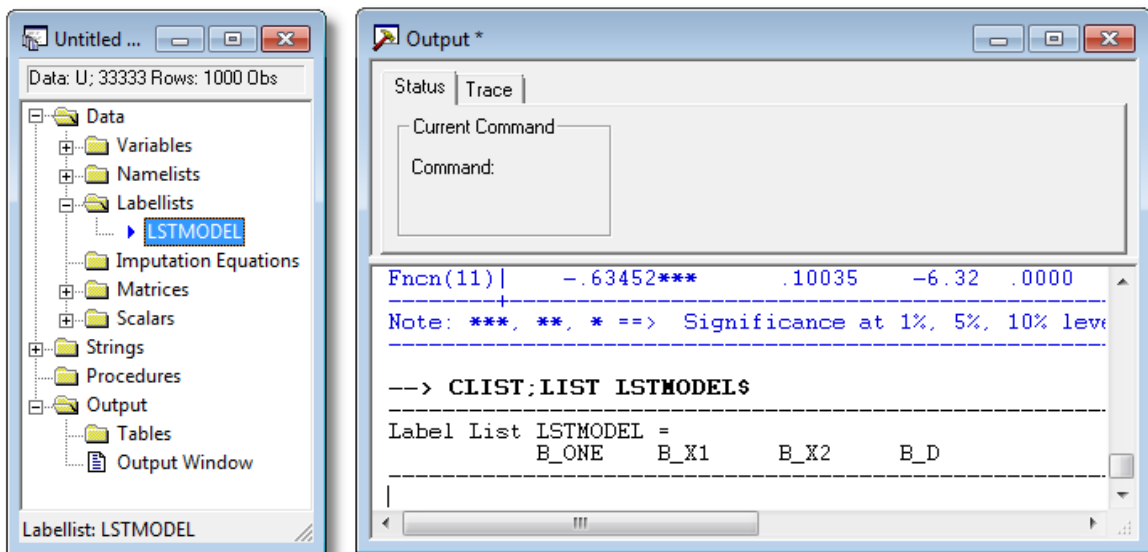 Untitled ...
Data: U; 33333 Rows: 1000 Obs
Data
Variables
Namelists
Labellists
LSTMODEL
Imputation Equations
Matrices
Scalars
Strings
Procedures
Output
Tables
Output Window
Labellist: LSTMODEL
Output *
Status Trace
Current Command
Command:
Fncn(11)| -.63452*** .10035 -6.32 .0000
--------+
Note: ***, **, * ==> Significance at 1%, 5%, 10% leve
--> CLIST;LIST LSTMODEL$
Label List LSTMODEL =
B_ONE B_X1 B_X2 B_D